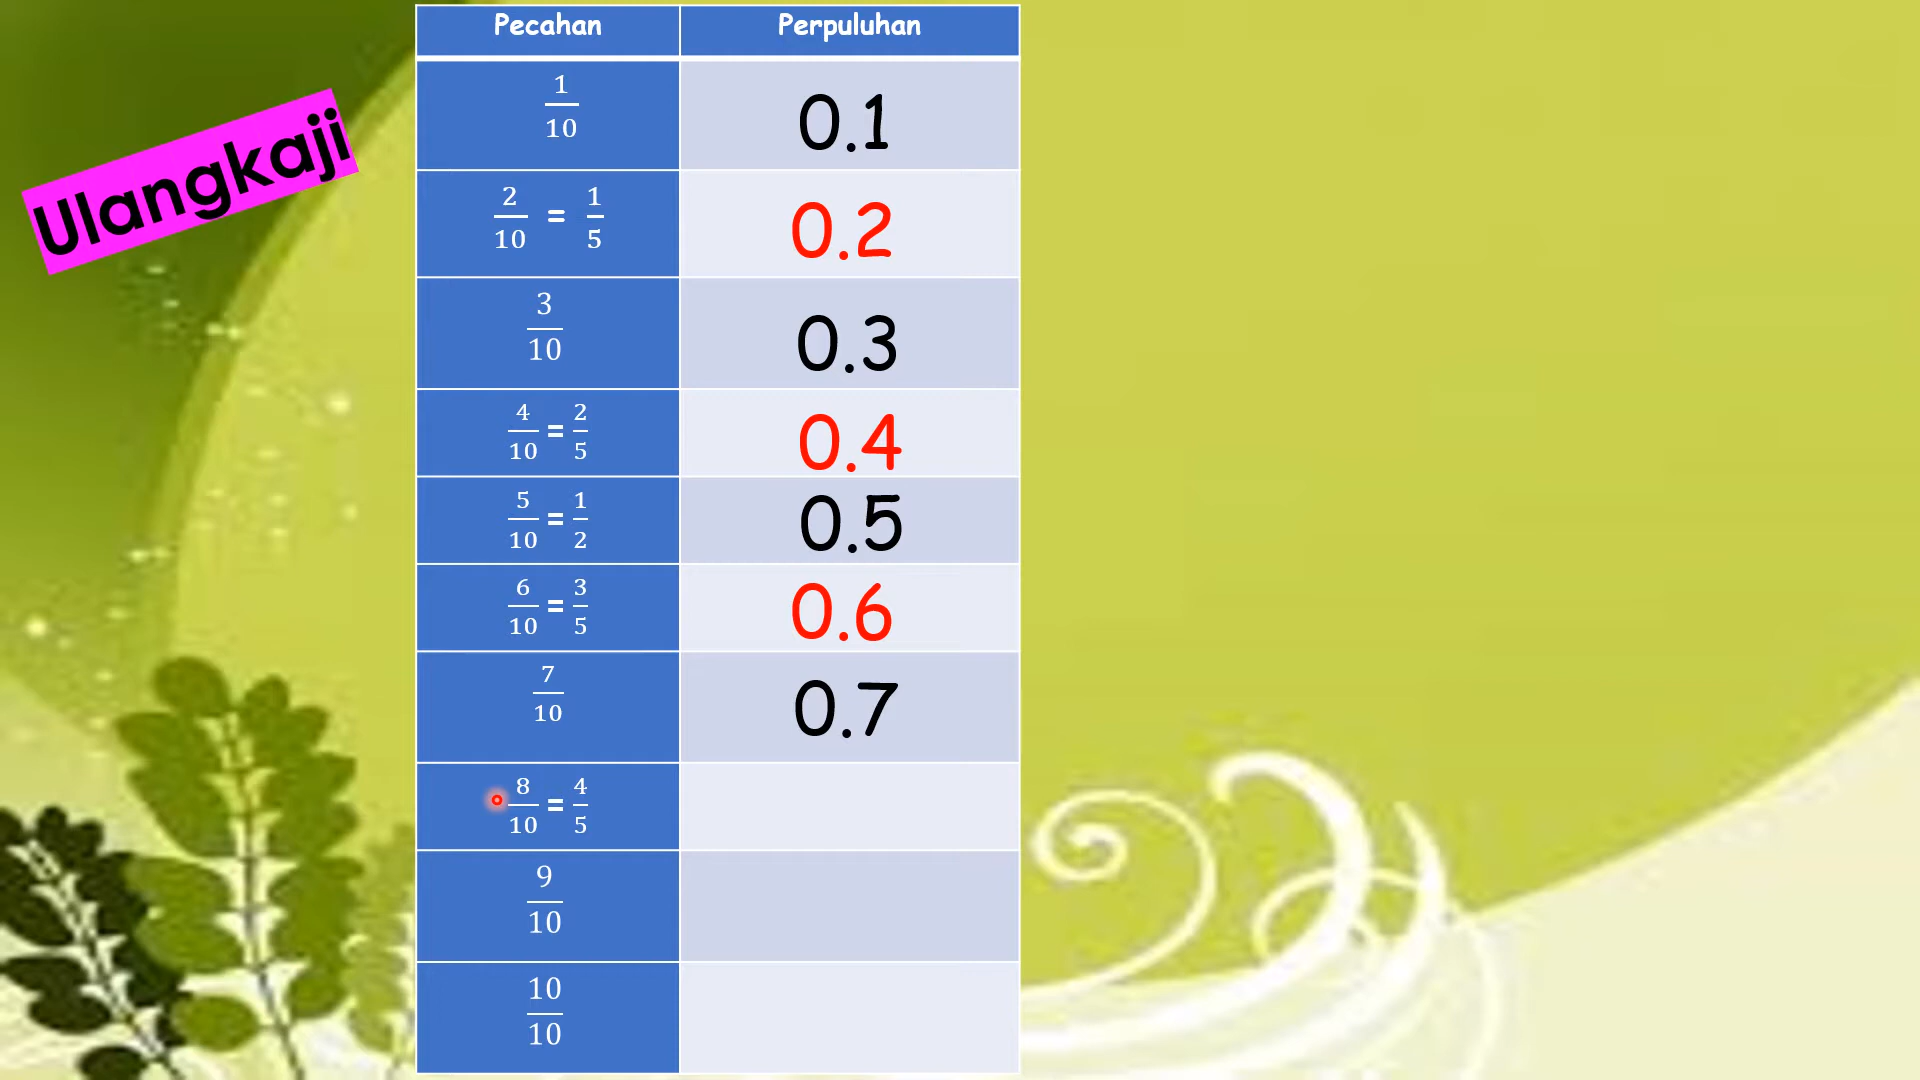 Ulangkaji
Pecahan Perpuluhan
1/10 0.1
2/10 = 1/5 0.2
3/10 0.3
4/10 = 2/5 0.4
5/10 = 1/2 0.5
6/10 = 3/5 0.6
7/10 0.7
8/10 = 4/5
9/10
10/10